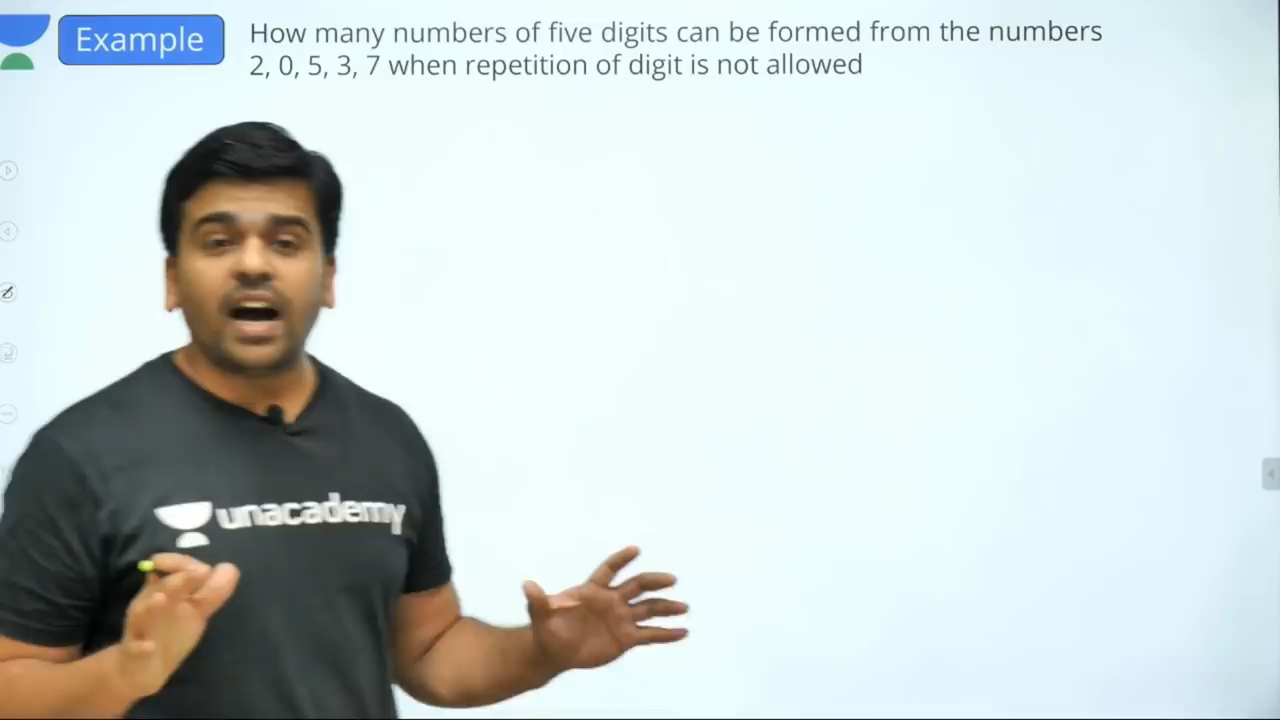 Example
How many numbers of five digits can be formed from the numbers
2, 0, 5, 3, 7 when repetition of digit is not allowed
unacademy